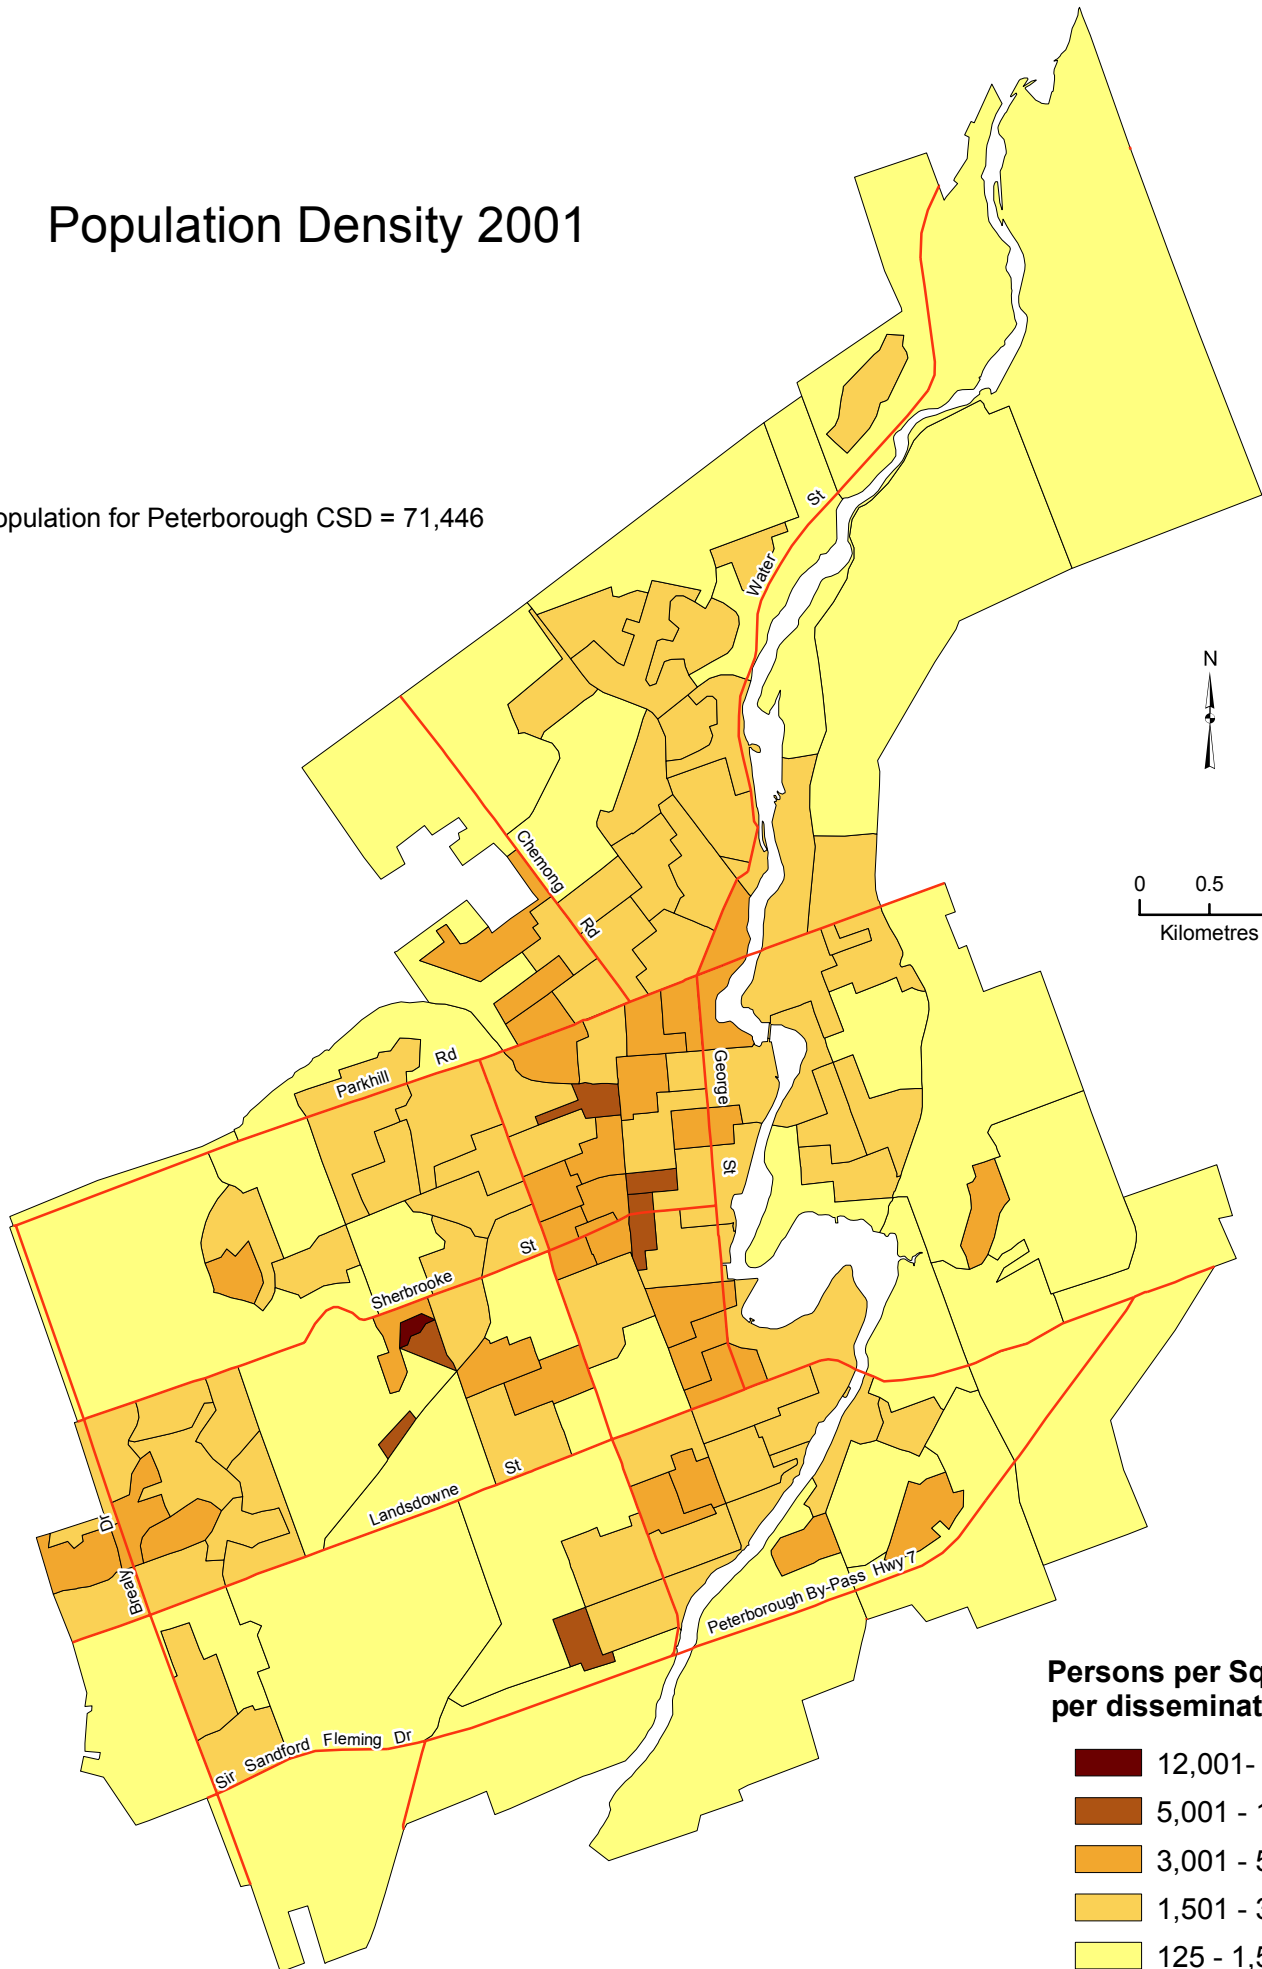 Population Density 2001
opulation for Peterborough CSD = 71,446
St
Water
N
0 0.5
Kilometres
Chemong
Rd
Parkhill
Rd
George
St
St
Sherbrooke
St
Landsdowne
Dr
Brealy
Peterborough By-Pass Hwy 7
Sir Sandford Fleming Dr
Persons per Sq
per disseminat
12,001-
5,001 - 1
3,001 - 5
1,501 - 3
125 - 1,5